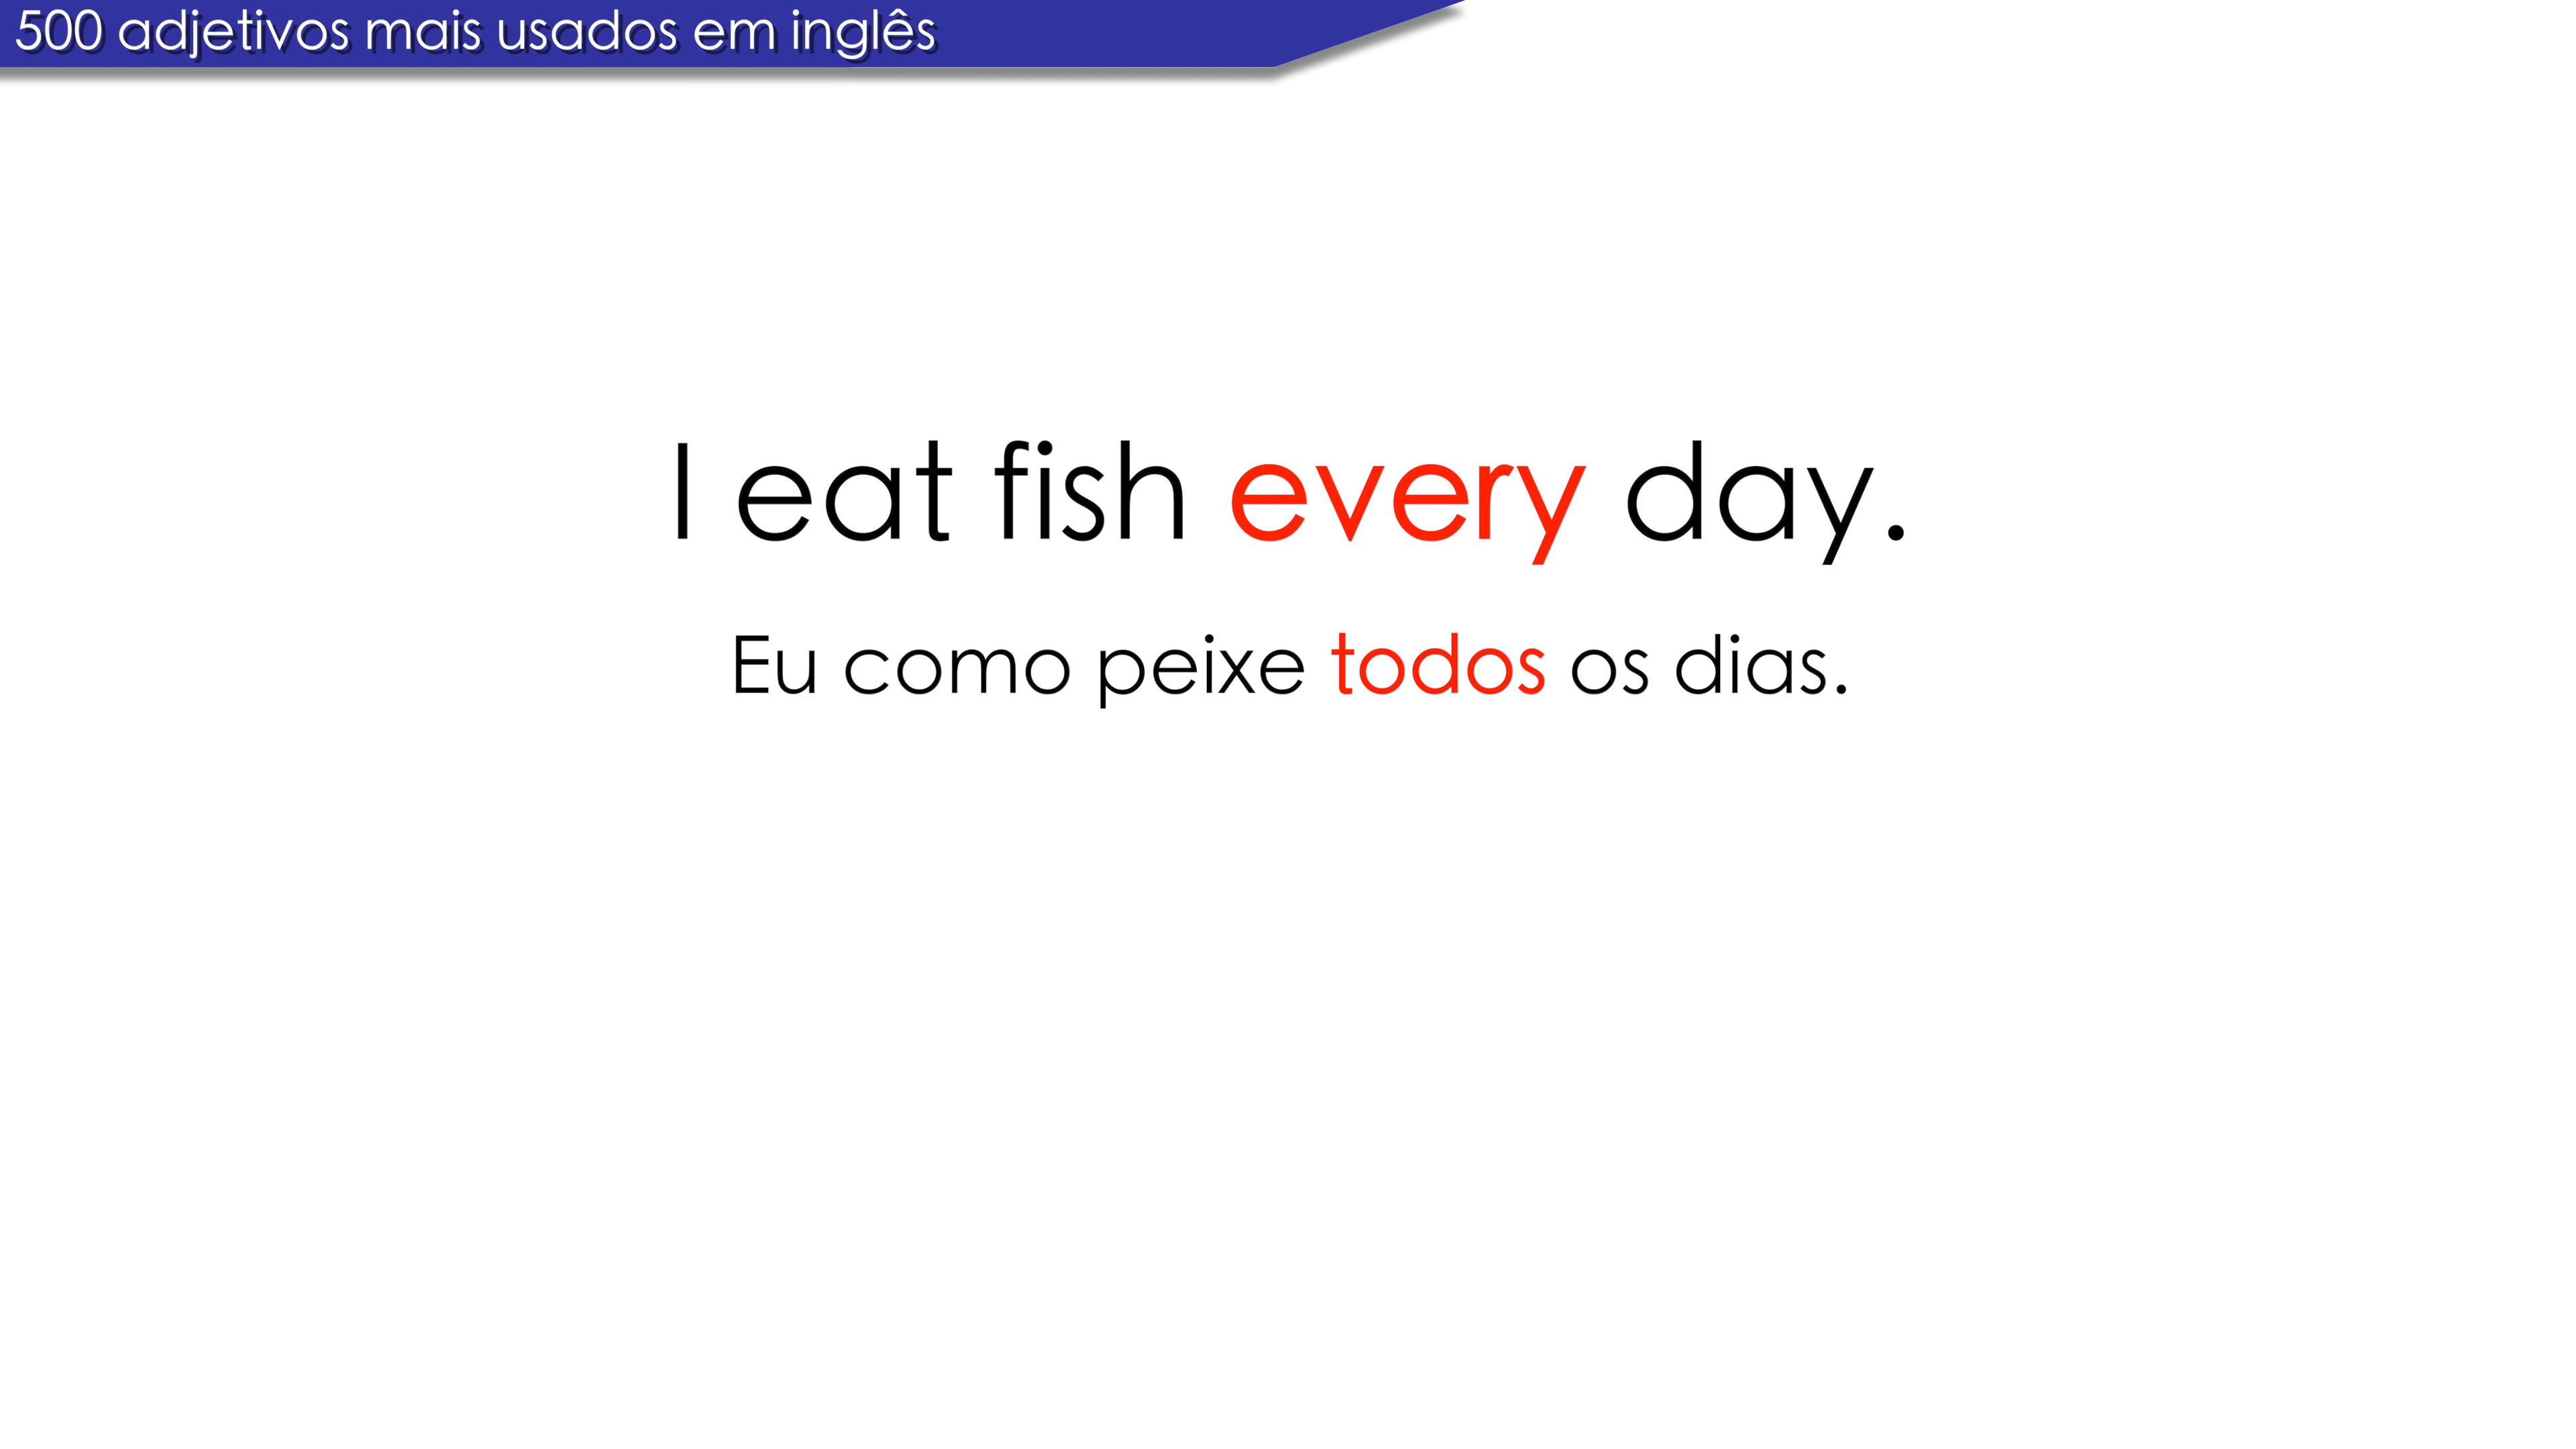 500 adjetivos mais usados em inglês
I eat fish every day.
Eu como peixe todos os dias.